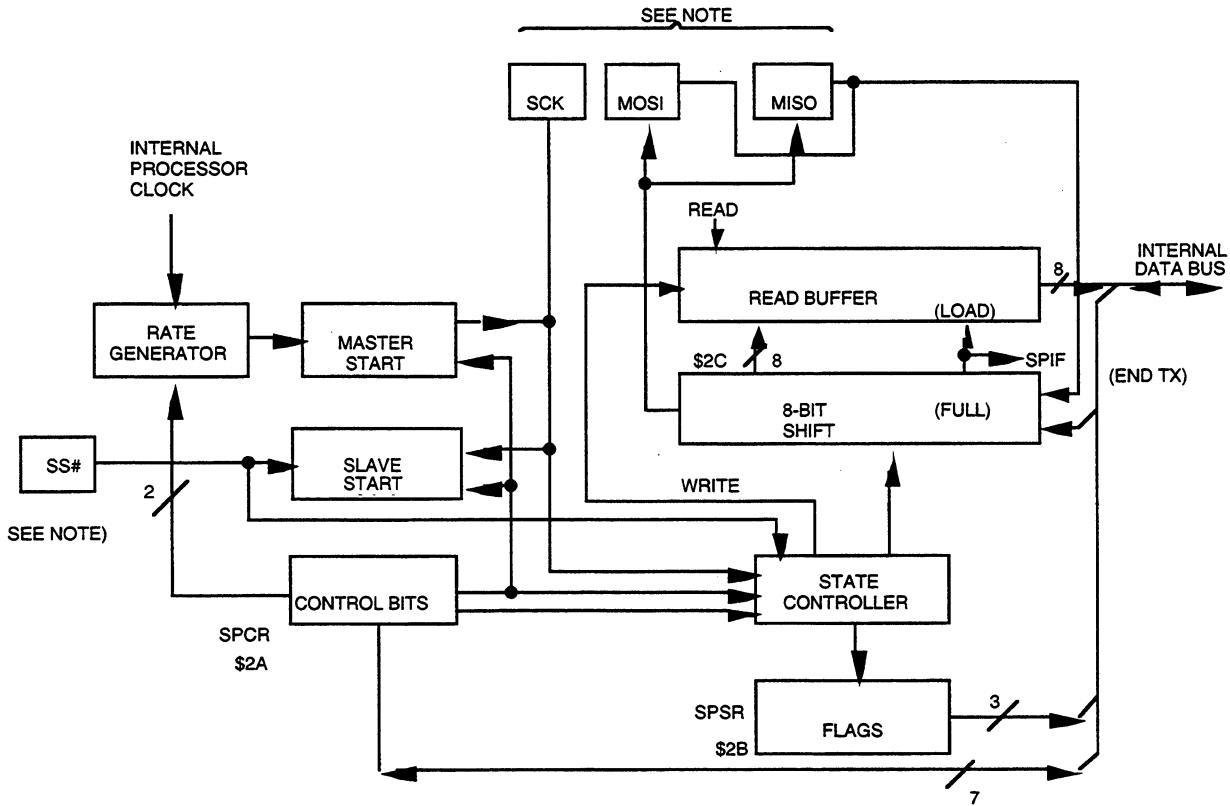 SEE NOTE
SCK
MOSI
MISO
INTERNAL
PROCESSOR
CLOCK
READ
INTERNAL
DATA BUS
8
READ BUFFER
(LOAD)
RATE
GENERATOR
MASTER
START
$2C
8
SPIF
(END TX)
8-BIT
SHIFT
(FULL)
SS#
SLAVE
START
2
WRITE
SEE NOTE)
STATE
CONTROLLER
CONTROL BITS
SPCR
$2A
SPSR
$2B
FLAGS
3
7